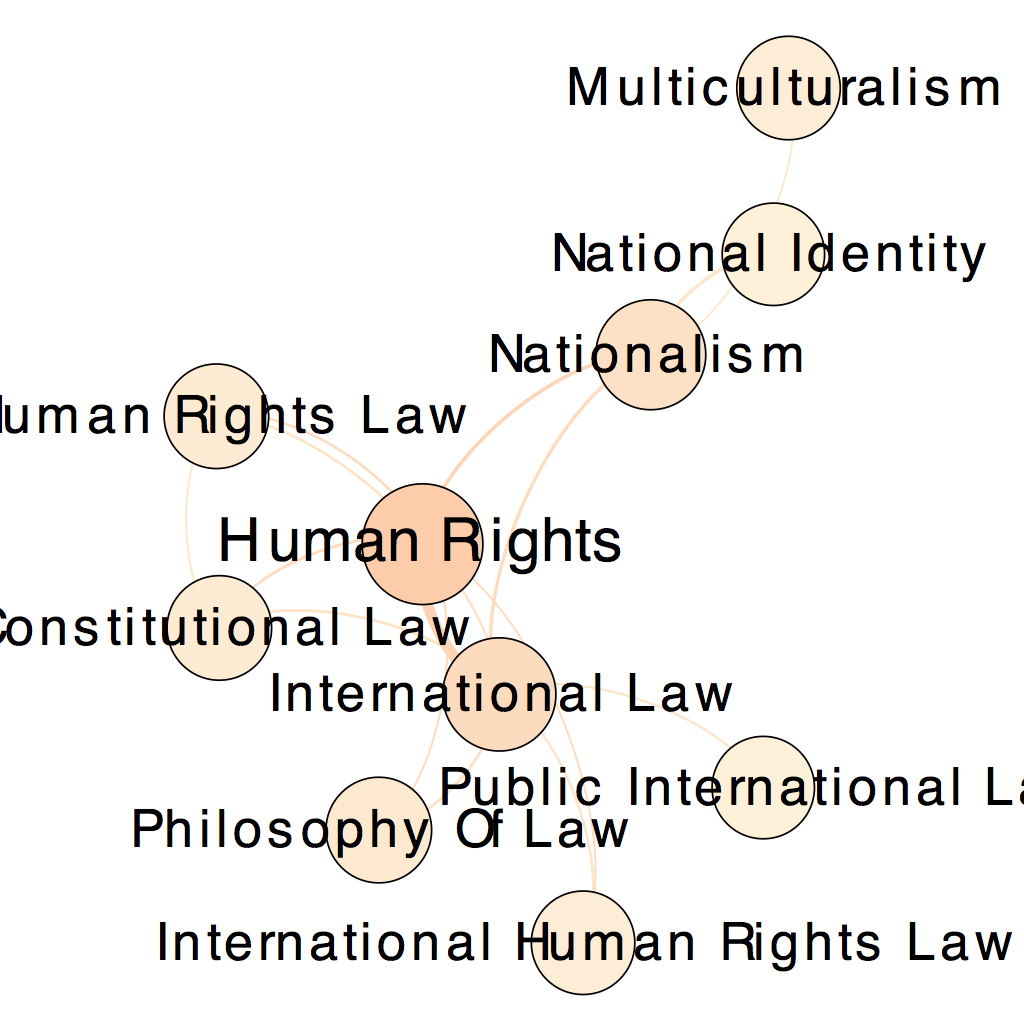 Multiculturalism
National Identity
Nationalism
uman Rights Law
Human Rights
Constitutional Law
International Law
Public International La
Philosophy Of Law
International Human Rights Law